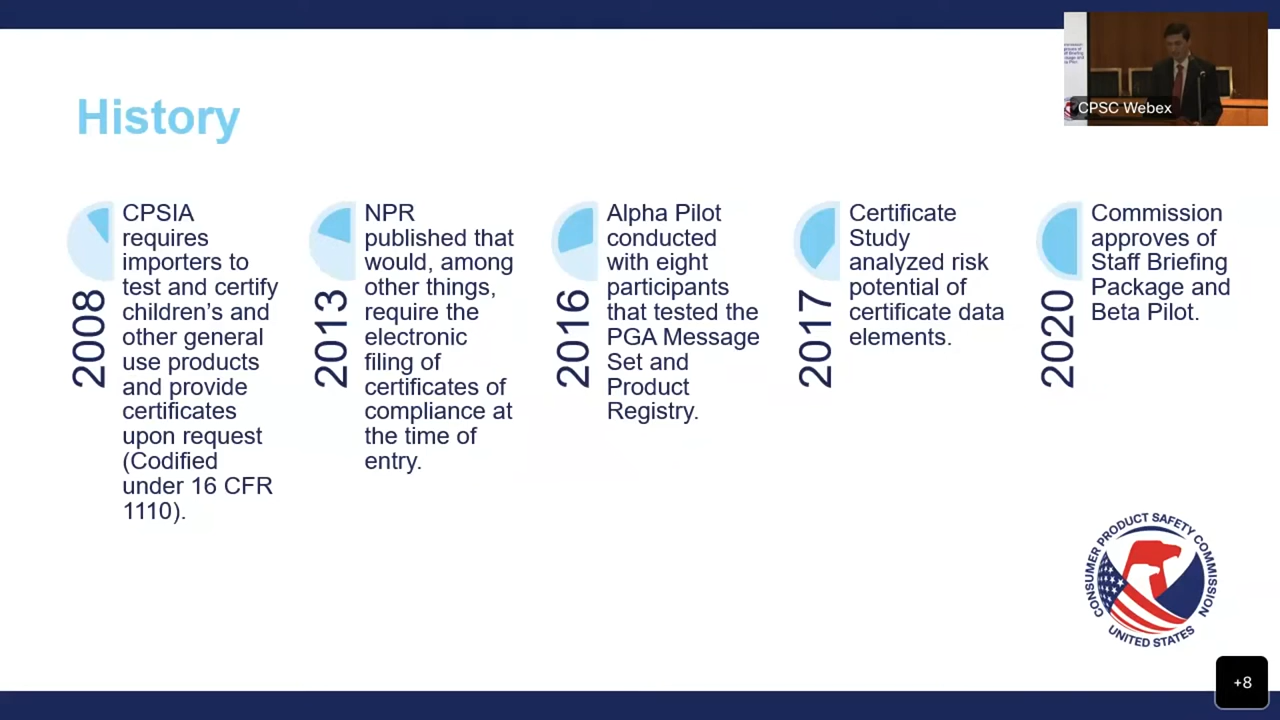 History
CPSC Webex
2008
CPSIA
requires
importers to
test and certify
children’s and
other general
use products
and provide
certificates
upon request
(Codified
under 16 CFR
1110).
2013
NPR
published that
would, among
other things,
require the
electronic
filing of
certificates of
compliance at
the time of
entry.
2016
Alpha Pilot
conducted
with eight
participants
that tested the
PGA Message
Set and
Product
Registry.
2017
Certificate
Study
analyzed risk
potential of
certificate data
elements.
2020
Commission
approves of
Staff Briefing
Package and
Beta Pilot.
CONSUMER PRODUCT SAFETY COMMISSION
UNITED STATES
+8